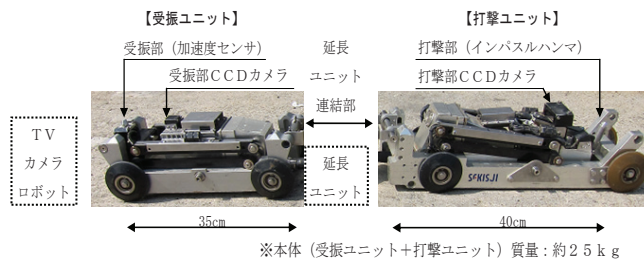 【受振ユニット】
【打撃ユニット】
受振部（加速度センサ）
受振部ＣＣＤカメラ
延長
ユニット
連結部
打撃部（インパルスハンマ）
打撃部ＣＣＤカメラ
ＴＶ
カメラ
ロボット
延長
ユニット
SEKISUI
35cm
40cm
※本体（受振ユニット＋打撃ユニット）質量：約２５ｋｇ